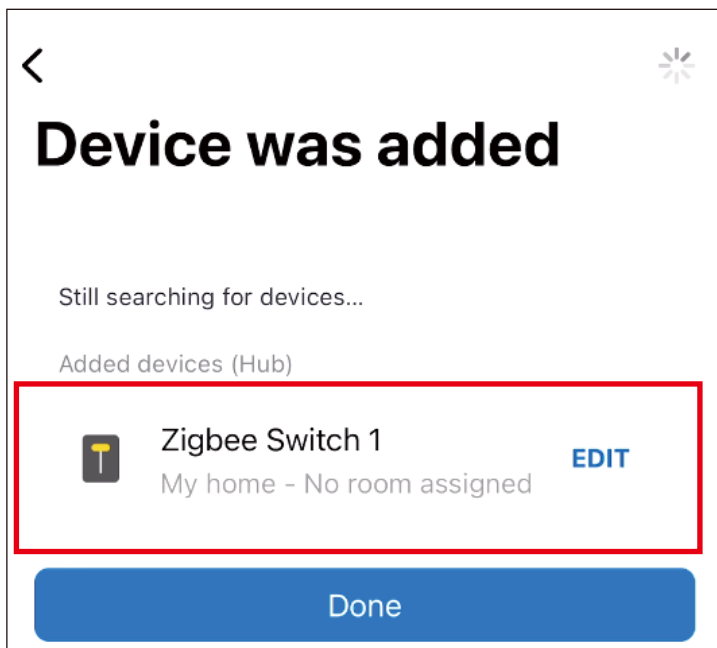 Device was added
Still searching for devices...
Added devices (Hub)
Zigbee Switch 1
EDIT
My home - No room assigned
Done